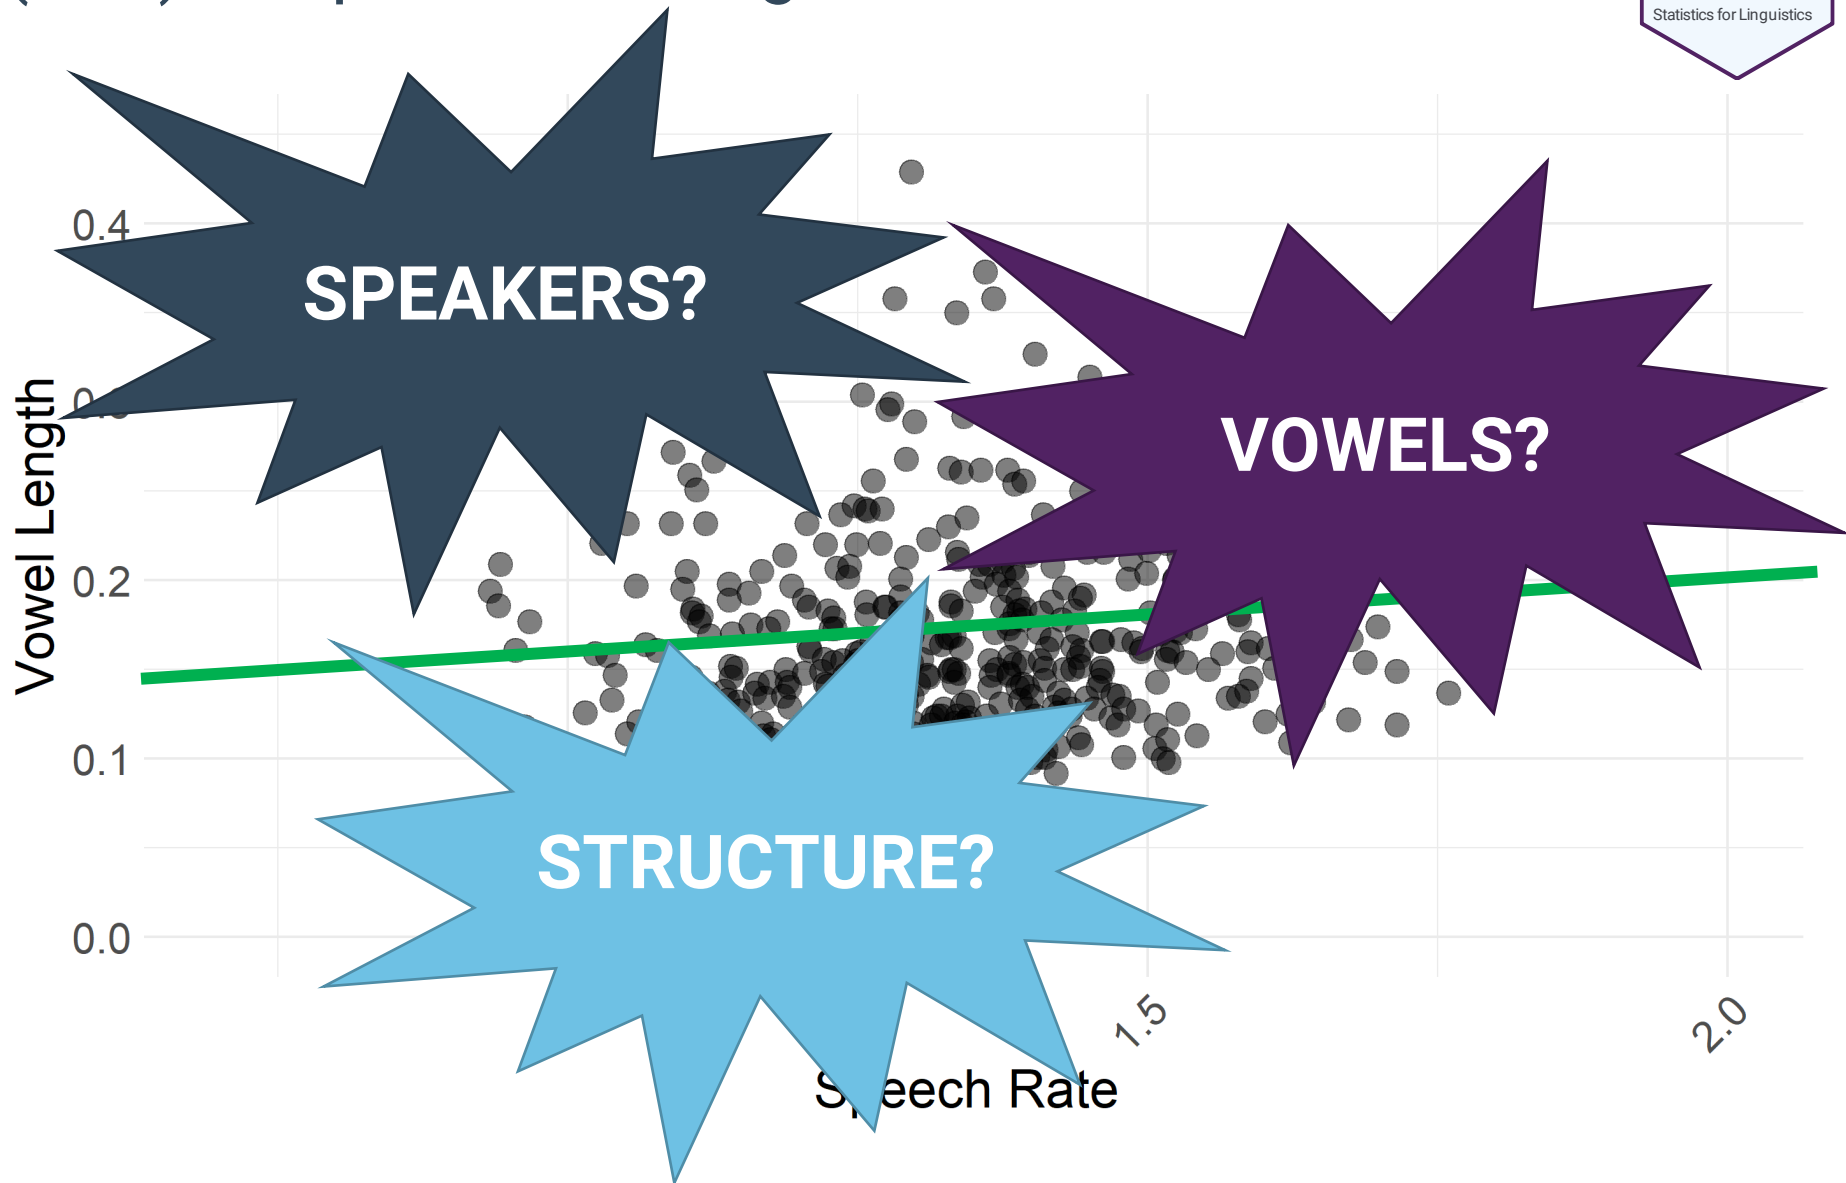 Statistics for Linguistics
SPEAKERS?
VOWELS?
STRUCTURE?
Vowel Length
0.4
0.2
0.1
0.0
1.5
2.0
Speech Rate